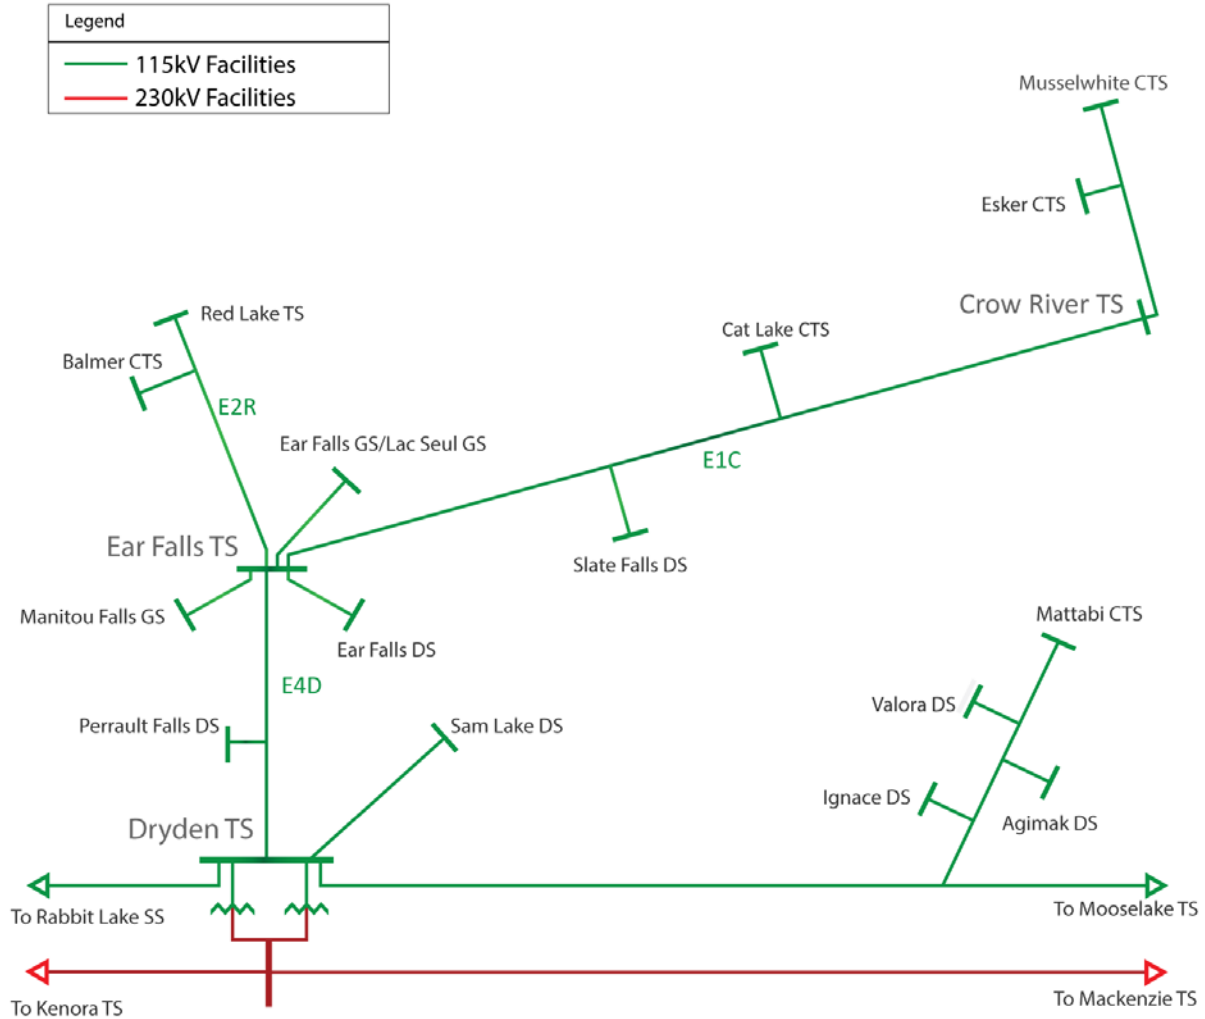 Legend
115kV Facilities
230kV Facilities
Musselwhite CTS
Esker CTS
Crow River TS
Red Lake TS
Cat Lake CTS
Balmer CTS
E2R
Ear Falls GS/Lac Seul GS
E1C
Ear Falls TS
Slate Falls DS
Manitou Falls GS
Ear Falls DS
Mattabi CTS
E4D
Valora DS
Perrault Falls DS
Sam Lake DS
Ignace DS
Agimak DS
Dryden TS
To Rabbit Lake SS
To Mooselake TS
To Kenora TS
To Mackenzie TS